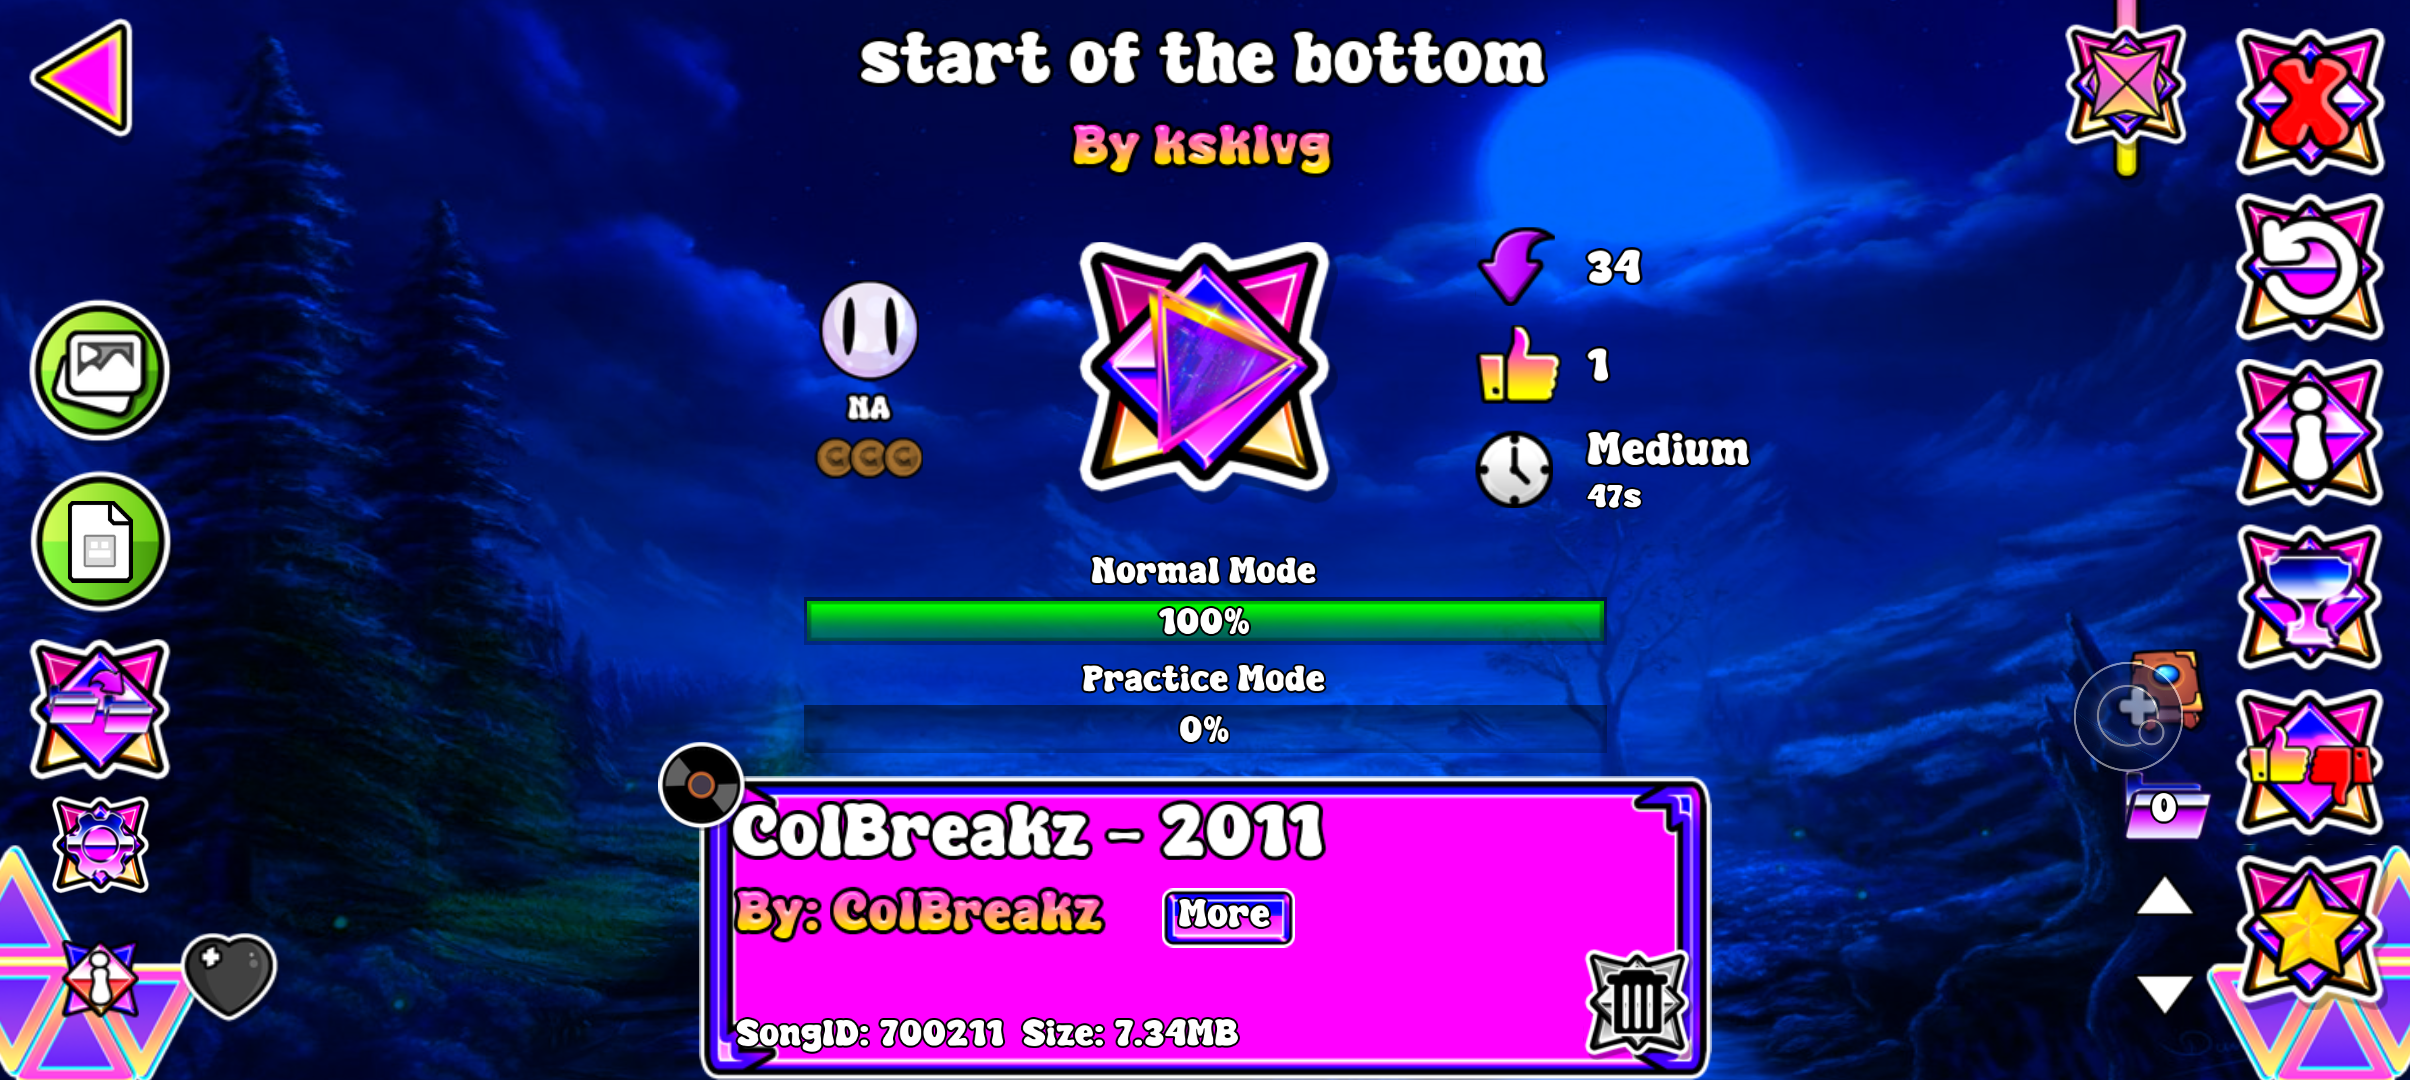 start of the bottom
By ksklvg
34
1
NA
Medium
47s
Normal Mode
100%
Practice Mode
0%
0
ColBreakz - 2011
By: ColBreakz
More
SongID: 700211 Size: 7.34MB